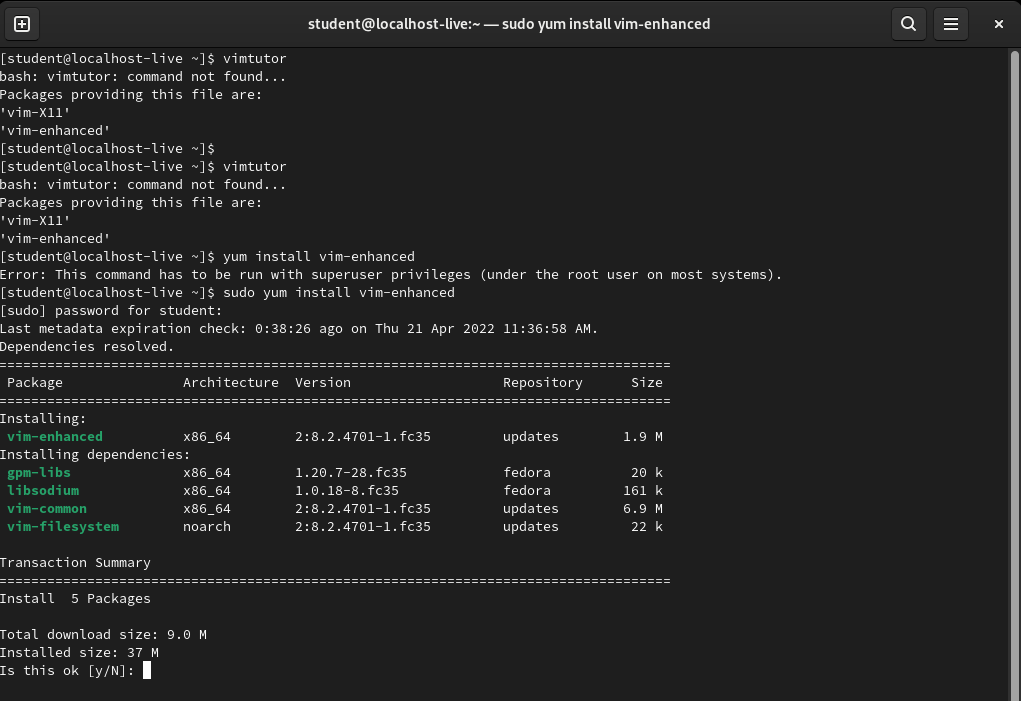 student@localhost-live:~ — sudo yum install vim-enhanced
[student@localhost-live ~]$ vimtutor
bash: vimtutor: command not found...
Packages providing this file are:
'vim-X11'
'vim-enhanced'
[student@localhost-live ~]$
[student@localhost-live ~]$ vimtutor
bash: vimtutor: command not found...
Packages providing this file are:
'vim-X11'
'vim-enhanced'
[student@localhost-live ~]$ yum install vim-enhanced
Error: This command has to be run with superuser privileges (under the root user on most systems).
[student@localhost-live ~]$ sudo yum install vim-enhanced
[sudo] password for student:
Last metadata expiration check: 0:38:26 ago on Thu 21 Apr 2022 11:36:58 AM.
Dependencies resolved.
====================================================================================
 Package               Architecture  Version                   Repository      Size
====================================================================================
Installing:
 vim-enhanced          x86_64        2:8.2.4701-1.fc35         updates        1.9 M
Installing dependencies:
 gpm-libs              x86_64        1.20.7-28.fc35            fedora          20 k
 libsodium             x86_64        1.0.18-8.fc35             fedora         161 k
 vim-common            x86_64        2:8.2.4701-1.fc35         updates        6.9 M
 vim-filesystem        noarch        2:8.2.4701-1.fc35         updates         22 k
Transaction Summary
====================================================================================
Install  5 Packages
Total download size: 9.0 M
Installed size: 37 M
Is this ok [y/N]: